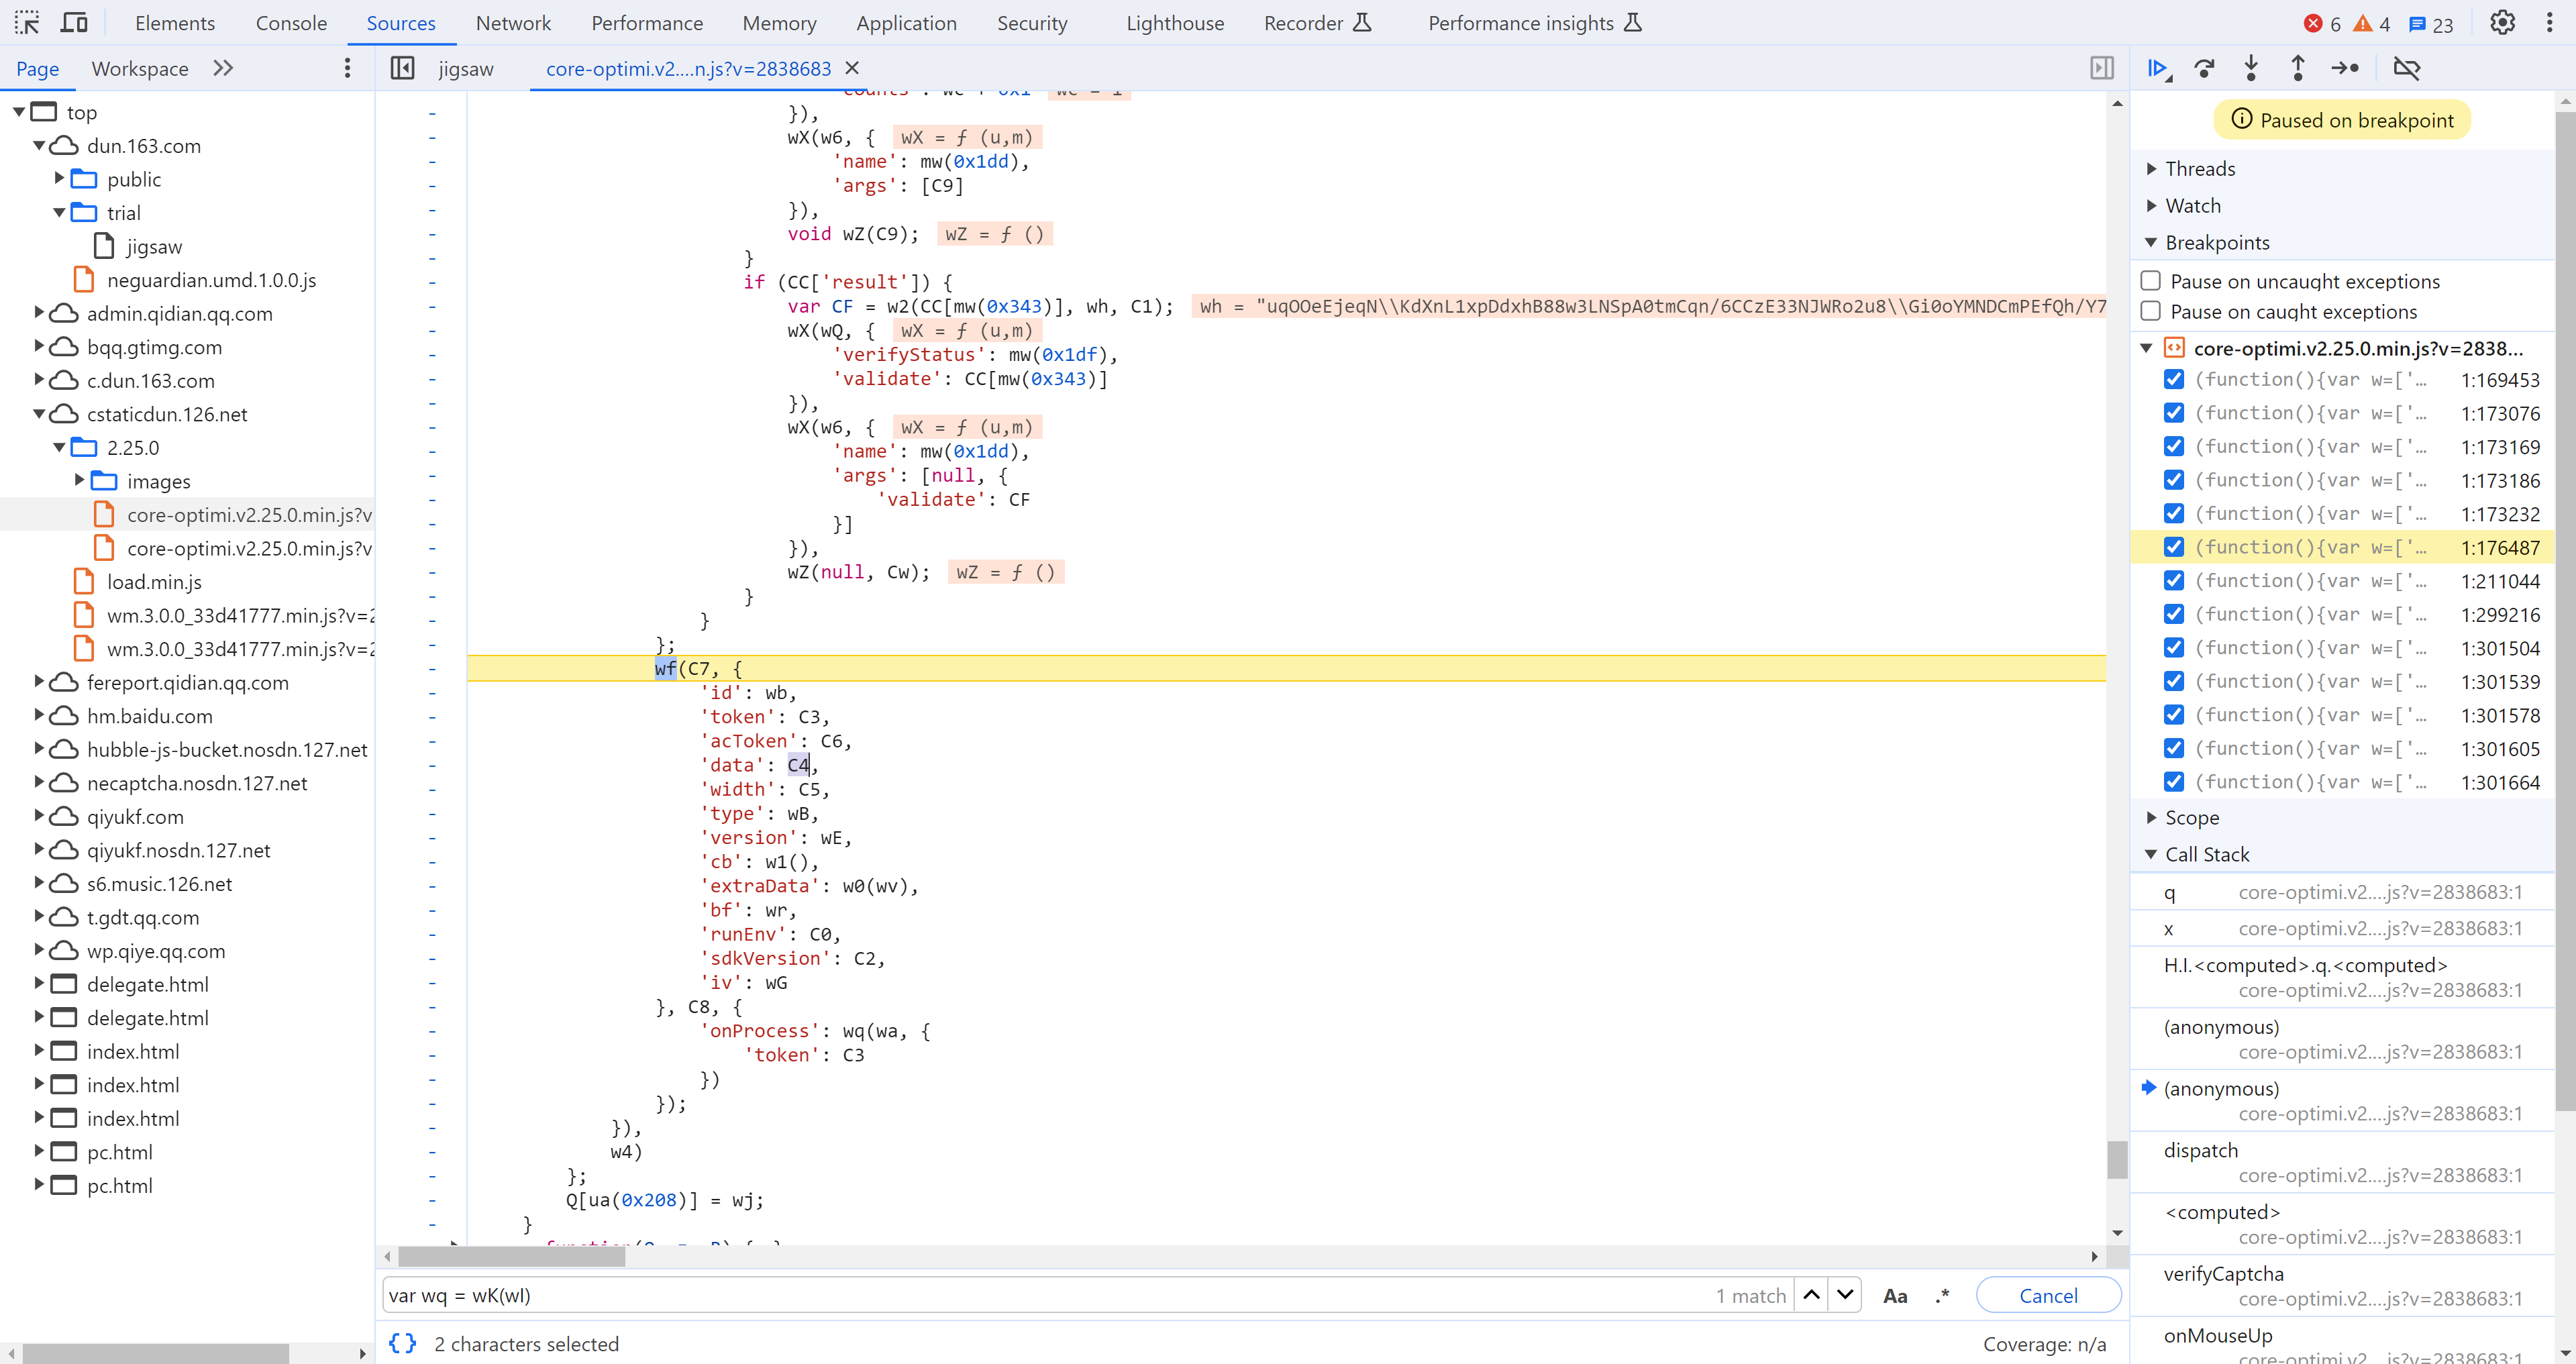 Elements Console Sources Network Performance Memory Application Security Lighthouse Recorder Performance insights 6 4 23
Page Workspace
top
dun.163.com
public
trial
jigsaw
neguardian.umd.1.0.0.js
admin.qidian.qq.com
bqq.gtimg.com
c.dun.163.com
cstaticdun.126.net
2.25.0
images
core-optimi.v2.25.0.min.js?v
core-optimi.v2.25.0.min.js?v
load.min.js
wm.3.0.0_33d41777.min.js?v=2
wm.3.0.0_33d41777.min.js?v=2
fereport.qidian.qq.com
hm.baidu.com
hubble-js-bucket.nosdn.127.net
necaptcha.nosdn.127.net
qiyukf.com
qiyukf.nosdn.127.net
s6.music.126.net
t.gdt.qq.com
wp.qiye.qq.com
delegate.html
delegate.html
index.html
index.html
index.html
pc.html
pc.html
jigsaw core-optimi.v2....n.js?v=2838683
'counts': wc + 0x1 wc = 1
}),
wX(w6, { wX = ƒ (u,m)
'name': mw(0x1dd),
'args': [C9]
}),
void wZ(C9); wZ = ƒ ()
}
if (CC['result']) {
var CF = w2(CC[mw(0x343)], wh, C1); wh = "uqOOeEjeqN\\KdXnL1xpDdxhB88w3LNSpA0tmCqn/6CCzE33NJWRo2u8\\Gi0oYMNDCmPEfQh/Y7
wX(wQ, { wX = ƒ (u,m)
'verifyStatus': mw(0x1df),
'validate': CC[mw(0x343)]
}),
wX(w6, { wX = ƒ (u,m)
'name': mw(0x1dd),
'args': [null, {
'validate': CF
}]
}),
wZ(null, Cw); wZ = ƒ ()
}
}
};
wf(C7, {
'id': wb,
'token': C3,
'acToken': C6,
'data': C4,
'width': C5,
'type': wB,
'version': wE,
'cb': w1(),
'extraData': w0(wv),
'bf': wr,
'runEnv': C0,
'sdkVersion': C2,
'iv': wG
}, C8, {
'onProcess': wq(wa, {
'token': C3
})
});
}),
w4)
};
Q[ua(0x208)] = wj;
}
var wq = wK(wI) 1 match Aa .* Cancel
{} 2 characters selected Coverage: n/a
Paused on breakpoint
Threads
Watch
Breakpoints
Pause on uncaught exceptions
Pause on caught exceptions
core-optimi.v2.25.0.min.js?v=2838...
(function(){var w=['… 1:169453
(function(){var w=['… 1:173076
(function(){var w=['… 1:173169
(function(){var w=['… 1:173186
(function(){var w=['… 1:173232
(function(){var w=['… 1:176487
(function(){var w=['… 1:211044
(function(){var w=['… 1:299216
(function(){var w=['… 1:301504
(function(){var w=['… 1:301539
(function(){var w=['… 1:301578
(function(){var w=['… 1:301605
(function(){var w=['… 1:301664
Scope
Call Stack
q core-optimi.v2....js?v=2838683:1
x core-optimi.v2....js?v=2838683:1
H.I.<computed>.q.<computed>
core-optimi.v2....js?v=2838683:1
(anonymous)
core-optimi.v2....js?v=2838683:1
(anonymous)
core-optimi.v2....js?v=2838683:1
dispatch
core-optimi.v2....js?v=2838683:1
<computed>
core-optimi.v2....js?v=2838683:1
verifyCaptcha
core-optimi.v2....js?v=2838683:1
onMouseUp
core-optimi.v2....js?v=2838683:1